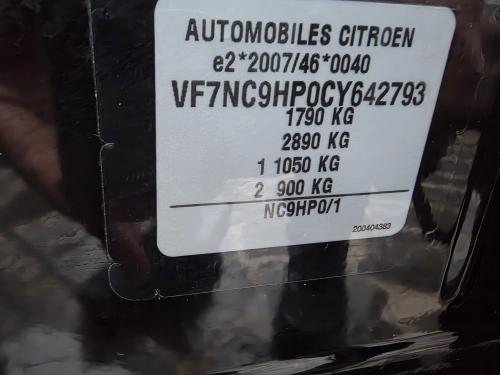 AUTOMOBILES CITROEN
e2*2007/46*0040
VF7NC9HP0CY642793
1790 KG
2890 KG
1 1050 KG
2 900 KG
NC9HP0/1
200404383